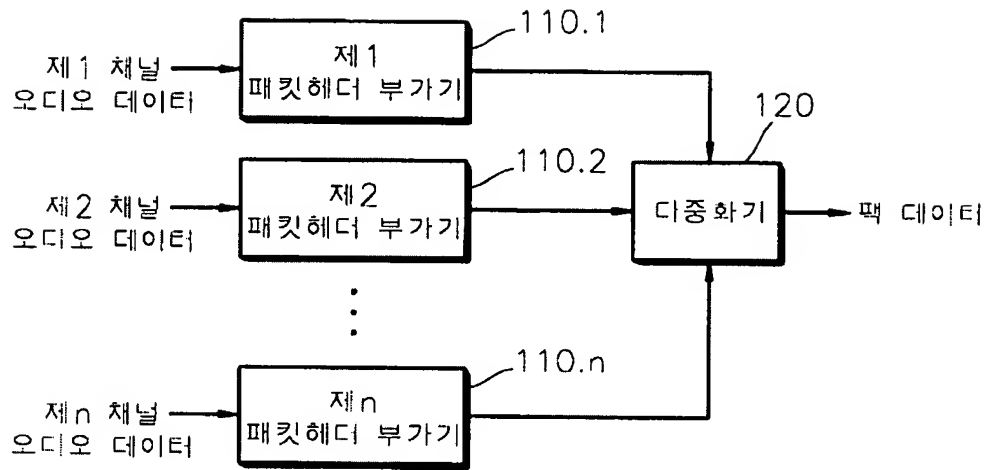 110.1
제1 채널
오디오 데이터
제1
패킷헤더 부가기
120
110.2
제2 채널
오디오 데이터
제2
패킷헤더 부가기
다중화기
팩 데이터
110.n
제n 채널
오디오 데이터
제n
패킷헤더 부가기